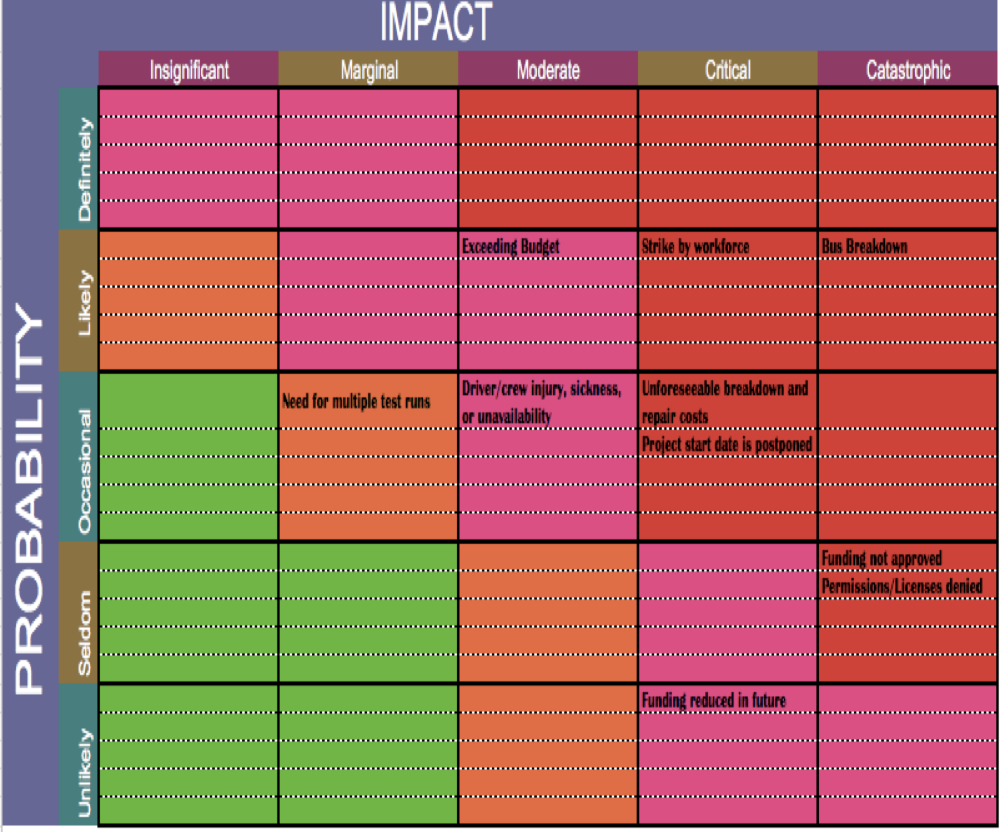 IMPACT
Insignificant
Marginal
Moderate
Critical
Catastrophic
PROBABILITY
Definitely
Likely
Exceeding Budget
Strike by workforce
Bus Breakdown
Occasional
Need for multiple test runs
Driver/crew injury, sickness,
or unavailability
Unforeseeable breakdown and
repair costs
Project start date is postponed
Seldom
Funding not approved
Permissions/Licenses denied
Unlikely
Funding reduced in future